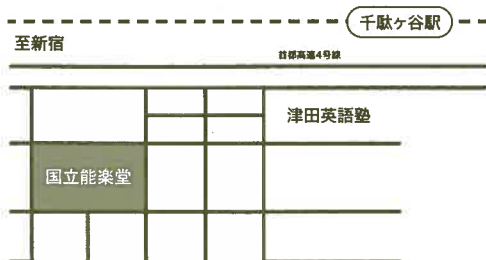 千駄ヶ谷駅
至新宿
首都高速4号線
津田英語塾
国立能楽堂